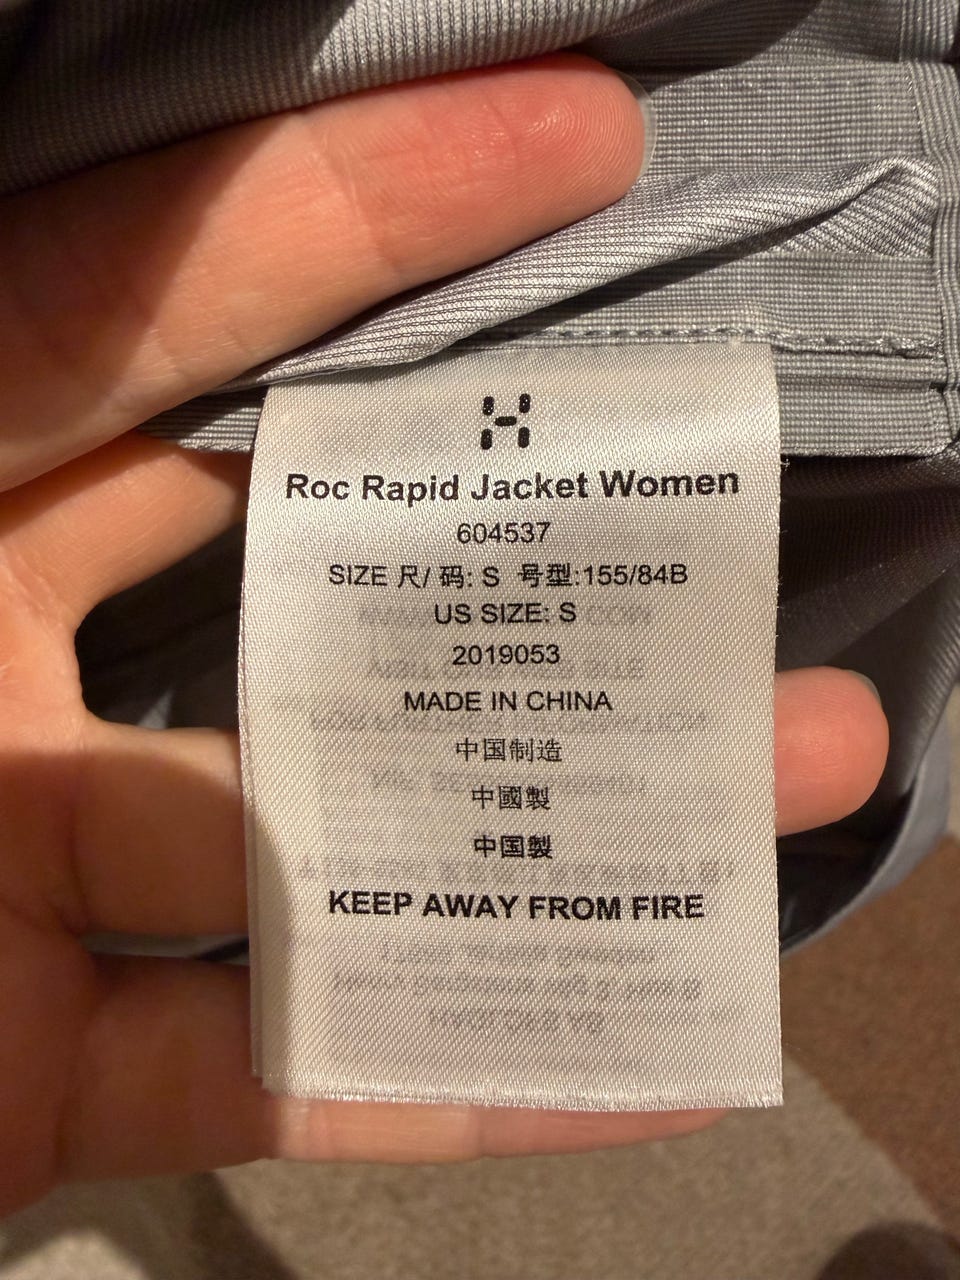 Roc Rapid Jacket Women
604537
SIZE 尺/ 码: S 号型:155/84B
US SIZE: S
2019053
MADE IN CHINA
中国制造
中國製
中国製
KEEP AWAY FROM FIRE